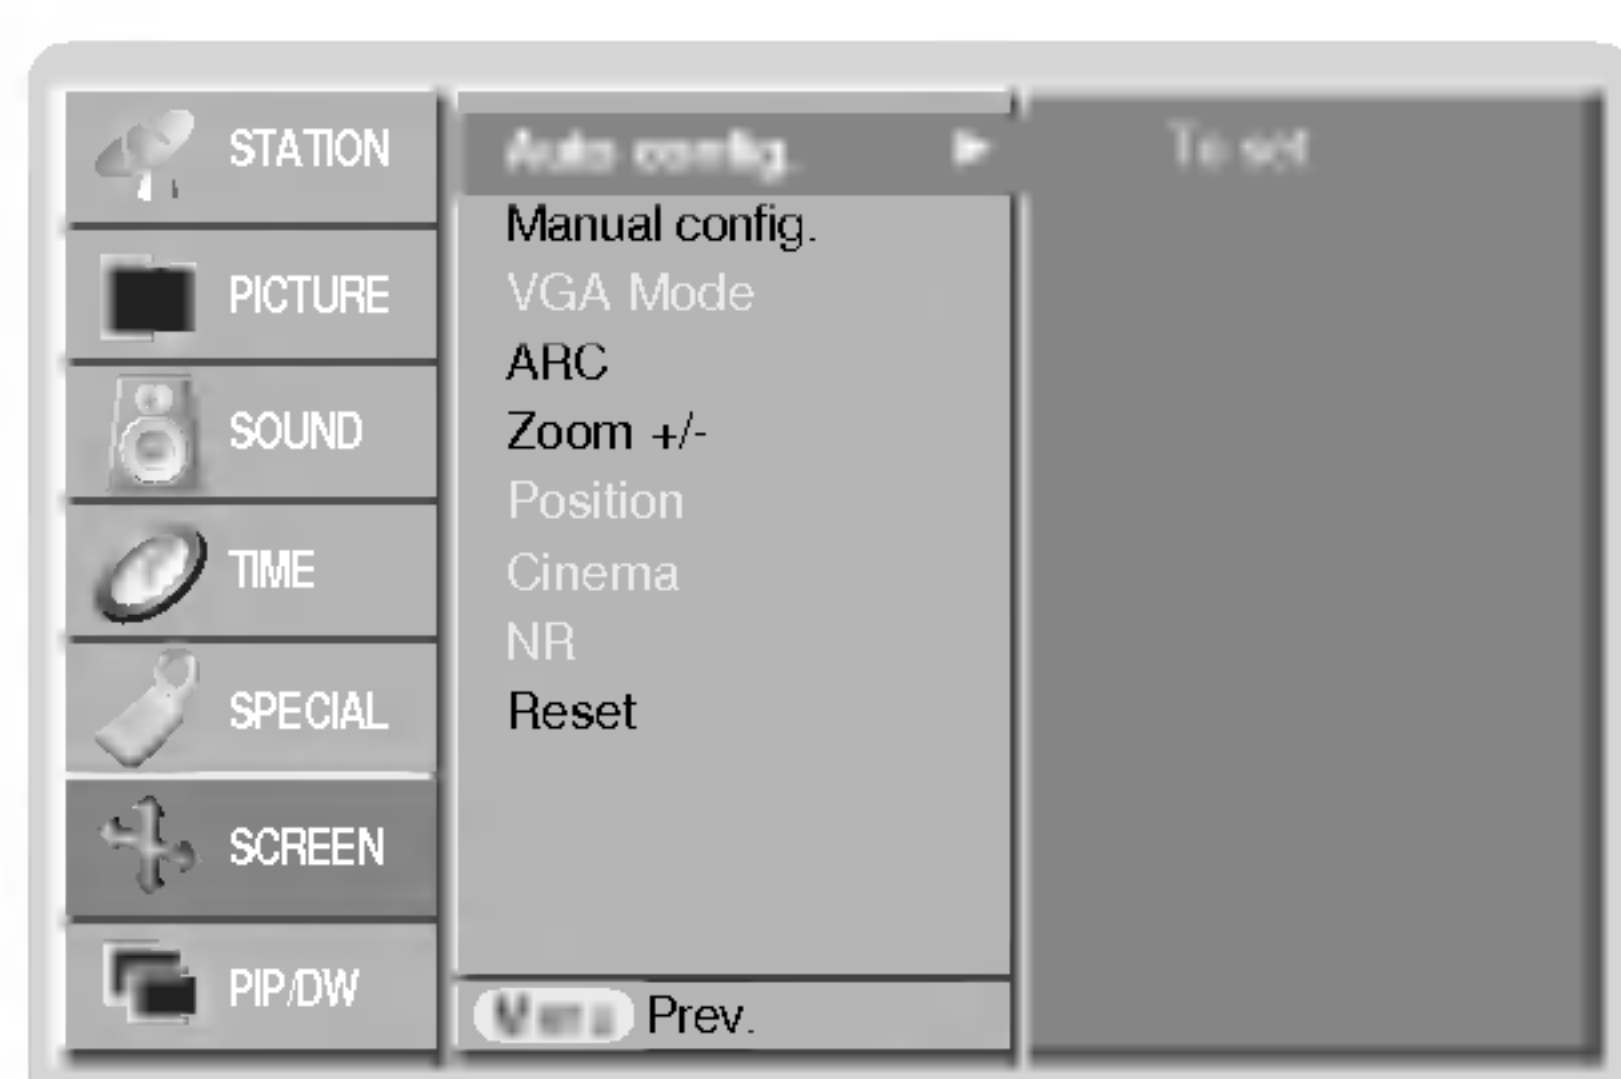 STATION
PICTURE
SOUND
TIME
SPECIAL
SCREEN
PIP/DW
Auto config.
Manual config.
VGA Mode
ARC
Zoom +/-
Position
Cinema
NR
Reset
Menu Prev.
To set